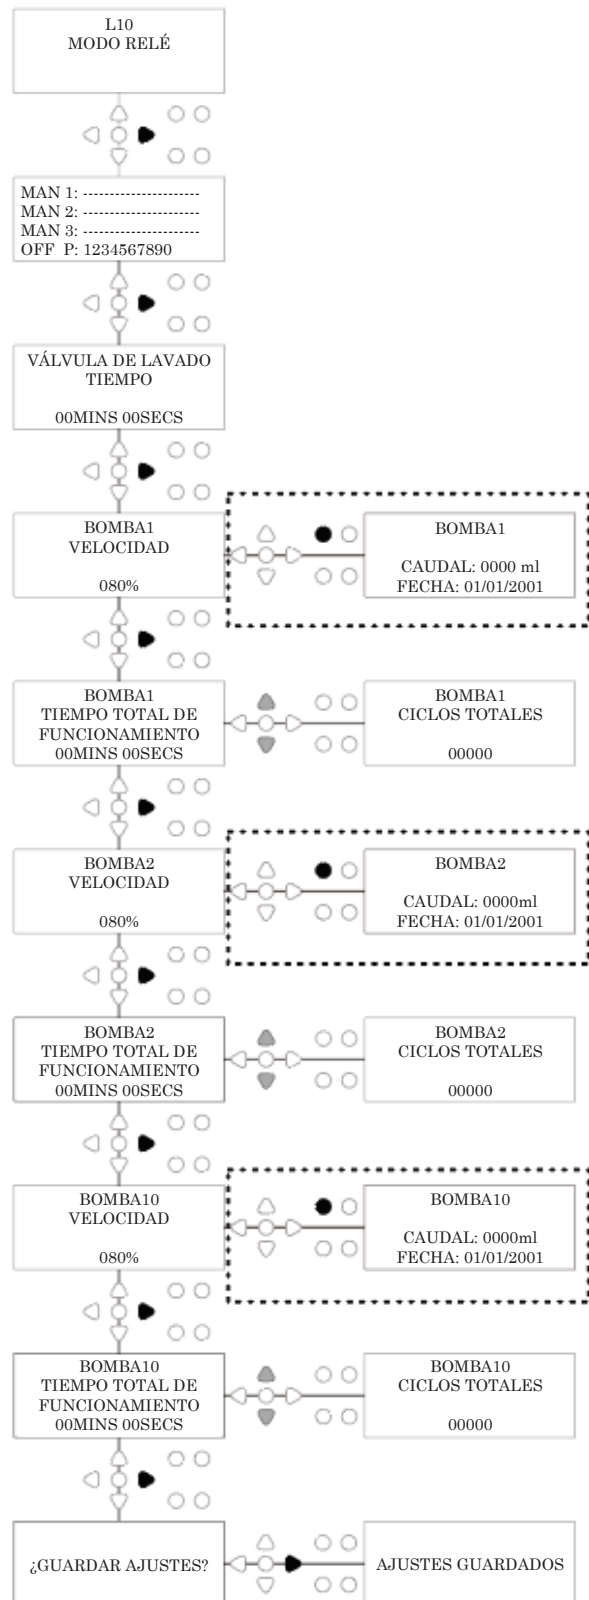 L10
MODO RELÉ
MAN 1: ----------------------
MAN 2: ----------------------
MAN 3: ----------------------
OFF P: 1234567890
VÁLVULA DE LAVADO
TIEMPO
00MINS 00SECS
BOMBA1
VELOCIDAD
080%
BOMBA1
CAUDAL: 0000 ml
FECHA: 01/01/2001
BOMBA1
TIEMPO TOTAL DE
FUNCIONAMIENTO
00MINS 00SECS
BOMBA1
CICLOS TOTALES
00000
BOMBA2
VELOCIDAD
080%
BOMBA2
CAUDAL: 0000ml
FECHA: 01/01/2001
BOMBA2
TIEMPO TOTAL DE
FUNCIONAMIENTO
00MINS 00SECS
BOMBA2
CICLOS TOTALES
00000
BOMBA10
VELOCIDAD
080%
BOMBA10
CAUDAL: 0000ml
FECHA: 01/01/2001
BOMBA10
TIEMPO TOTAL DE
FUNCIONAMIENTO
00MINS 00SECS
BOMBA10
CICLOS TOTALES
00000
¿GUARDAR AJUSTES?
AJUSTES GUARDADOS